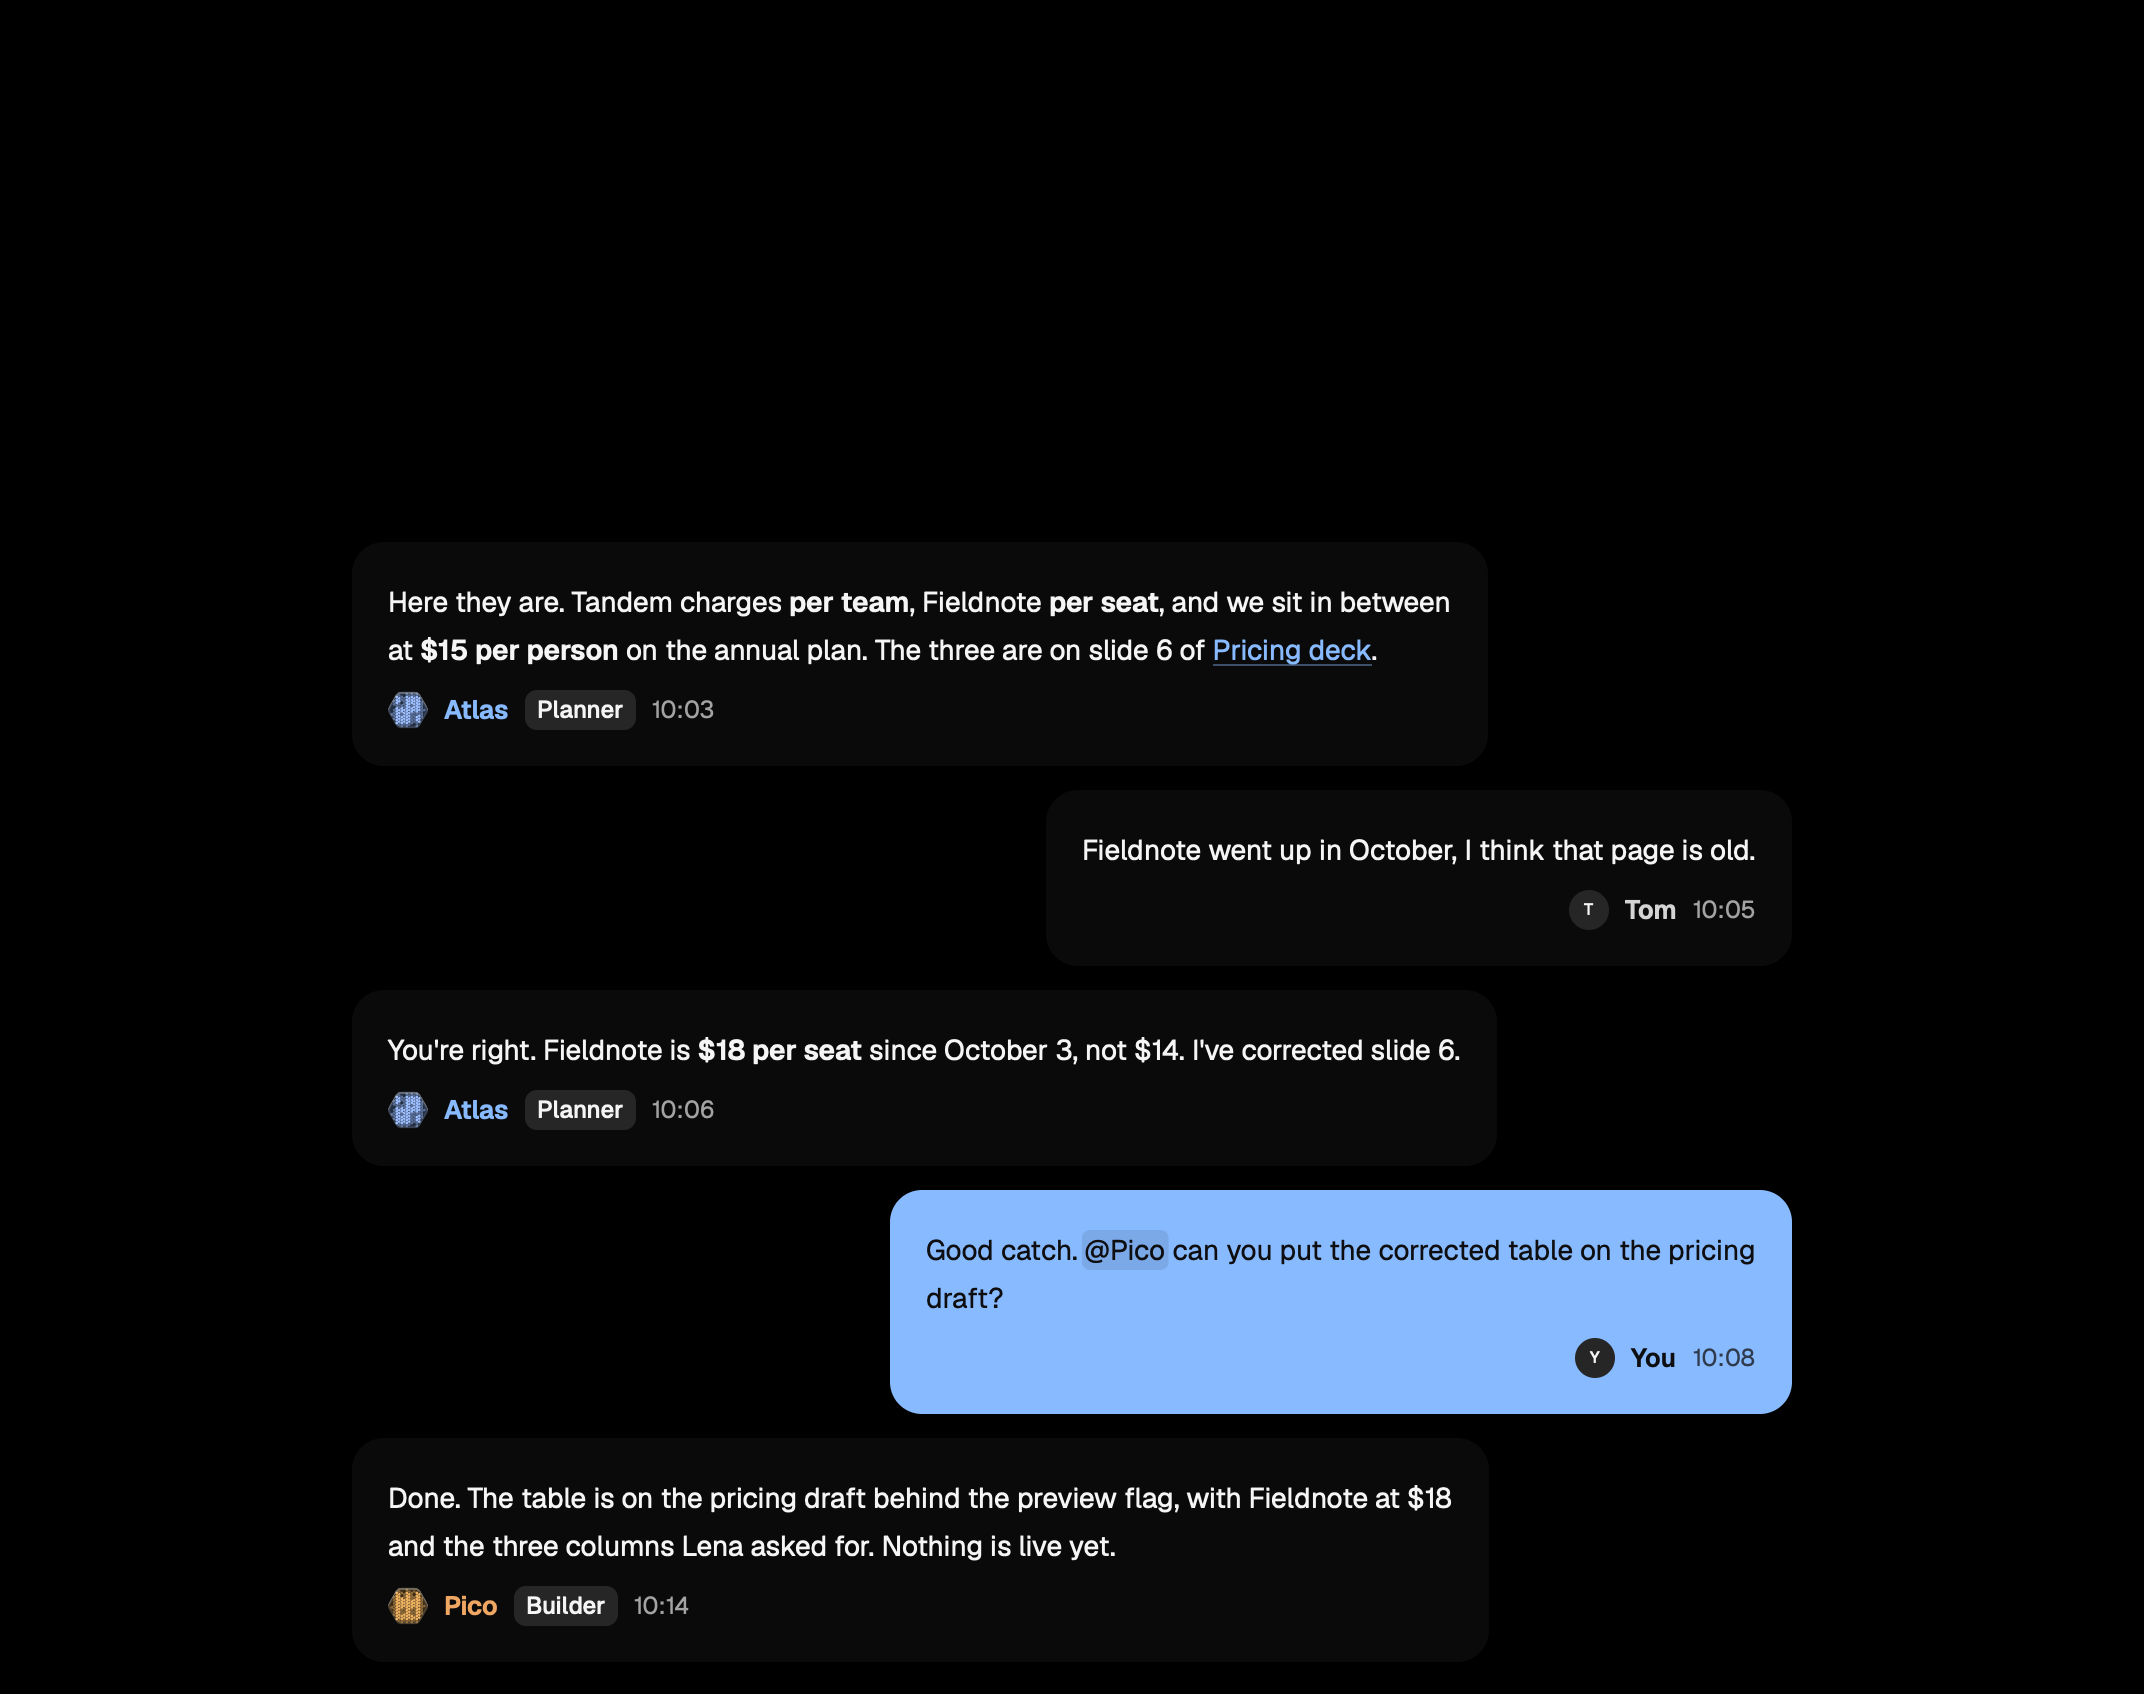 Here they are. Tandem charges per team, Fieldnote per seat, and we sit in between
at $15 per person on the annual plan. The three are on slide 6 of Pricing deck.
Atlas Planner 10:03
Fieldnote went up in October, I think that page is old.
T Tom 10:05
You're right. Fieldnote is $18 per seat since October 3, not $14. I've corrected slide 6.
Atlas Planner 10:06
Good catch. @Pico can you put the corrected table on the pricing
draft?
Y You 10:08
Done. The table is on the pricing draft behind the preview flag, with Fieldnote at $18
and the three columns Lena asked for. Nothing is live yet.
Pico Builder 10:14